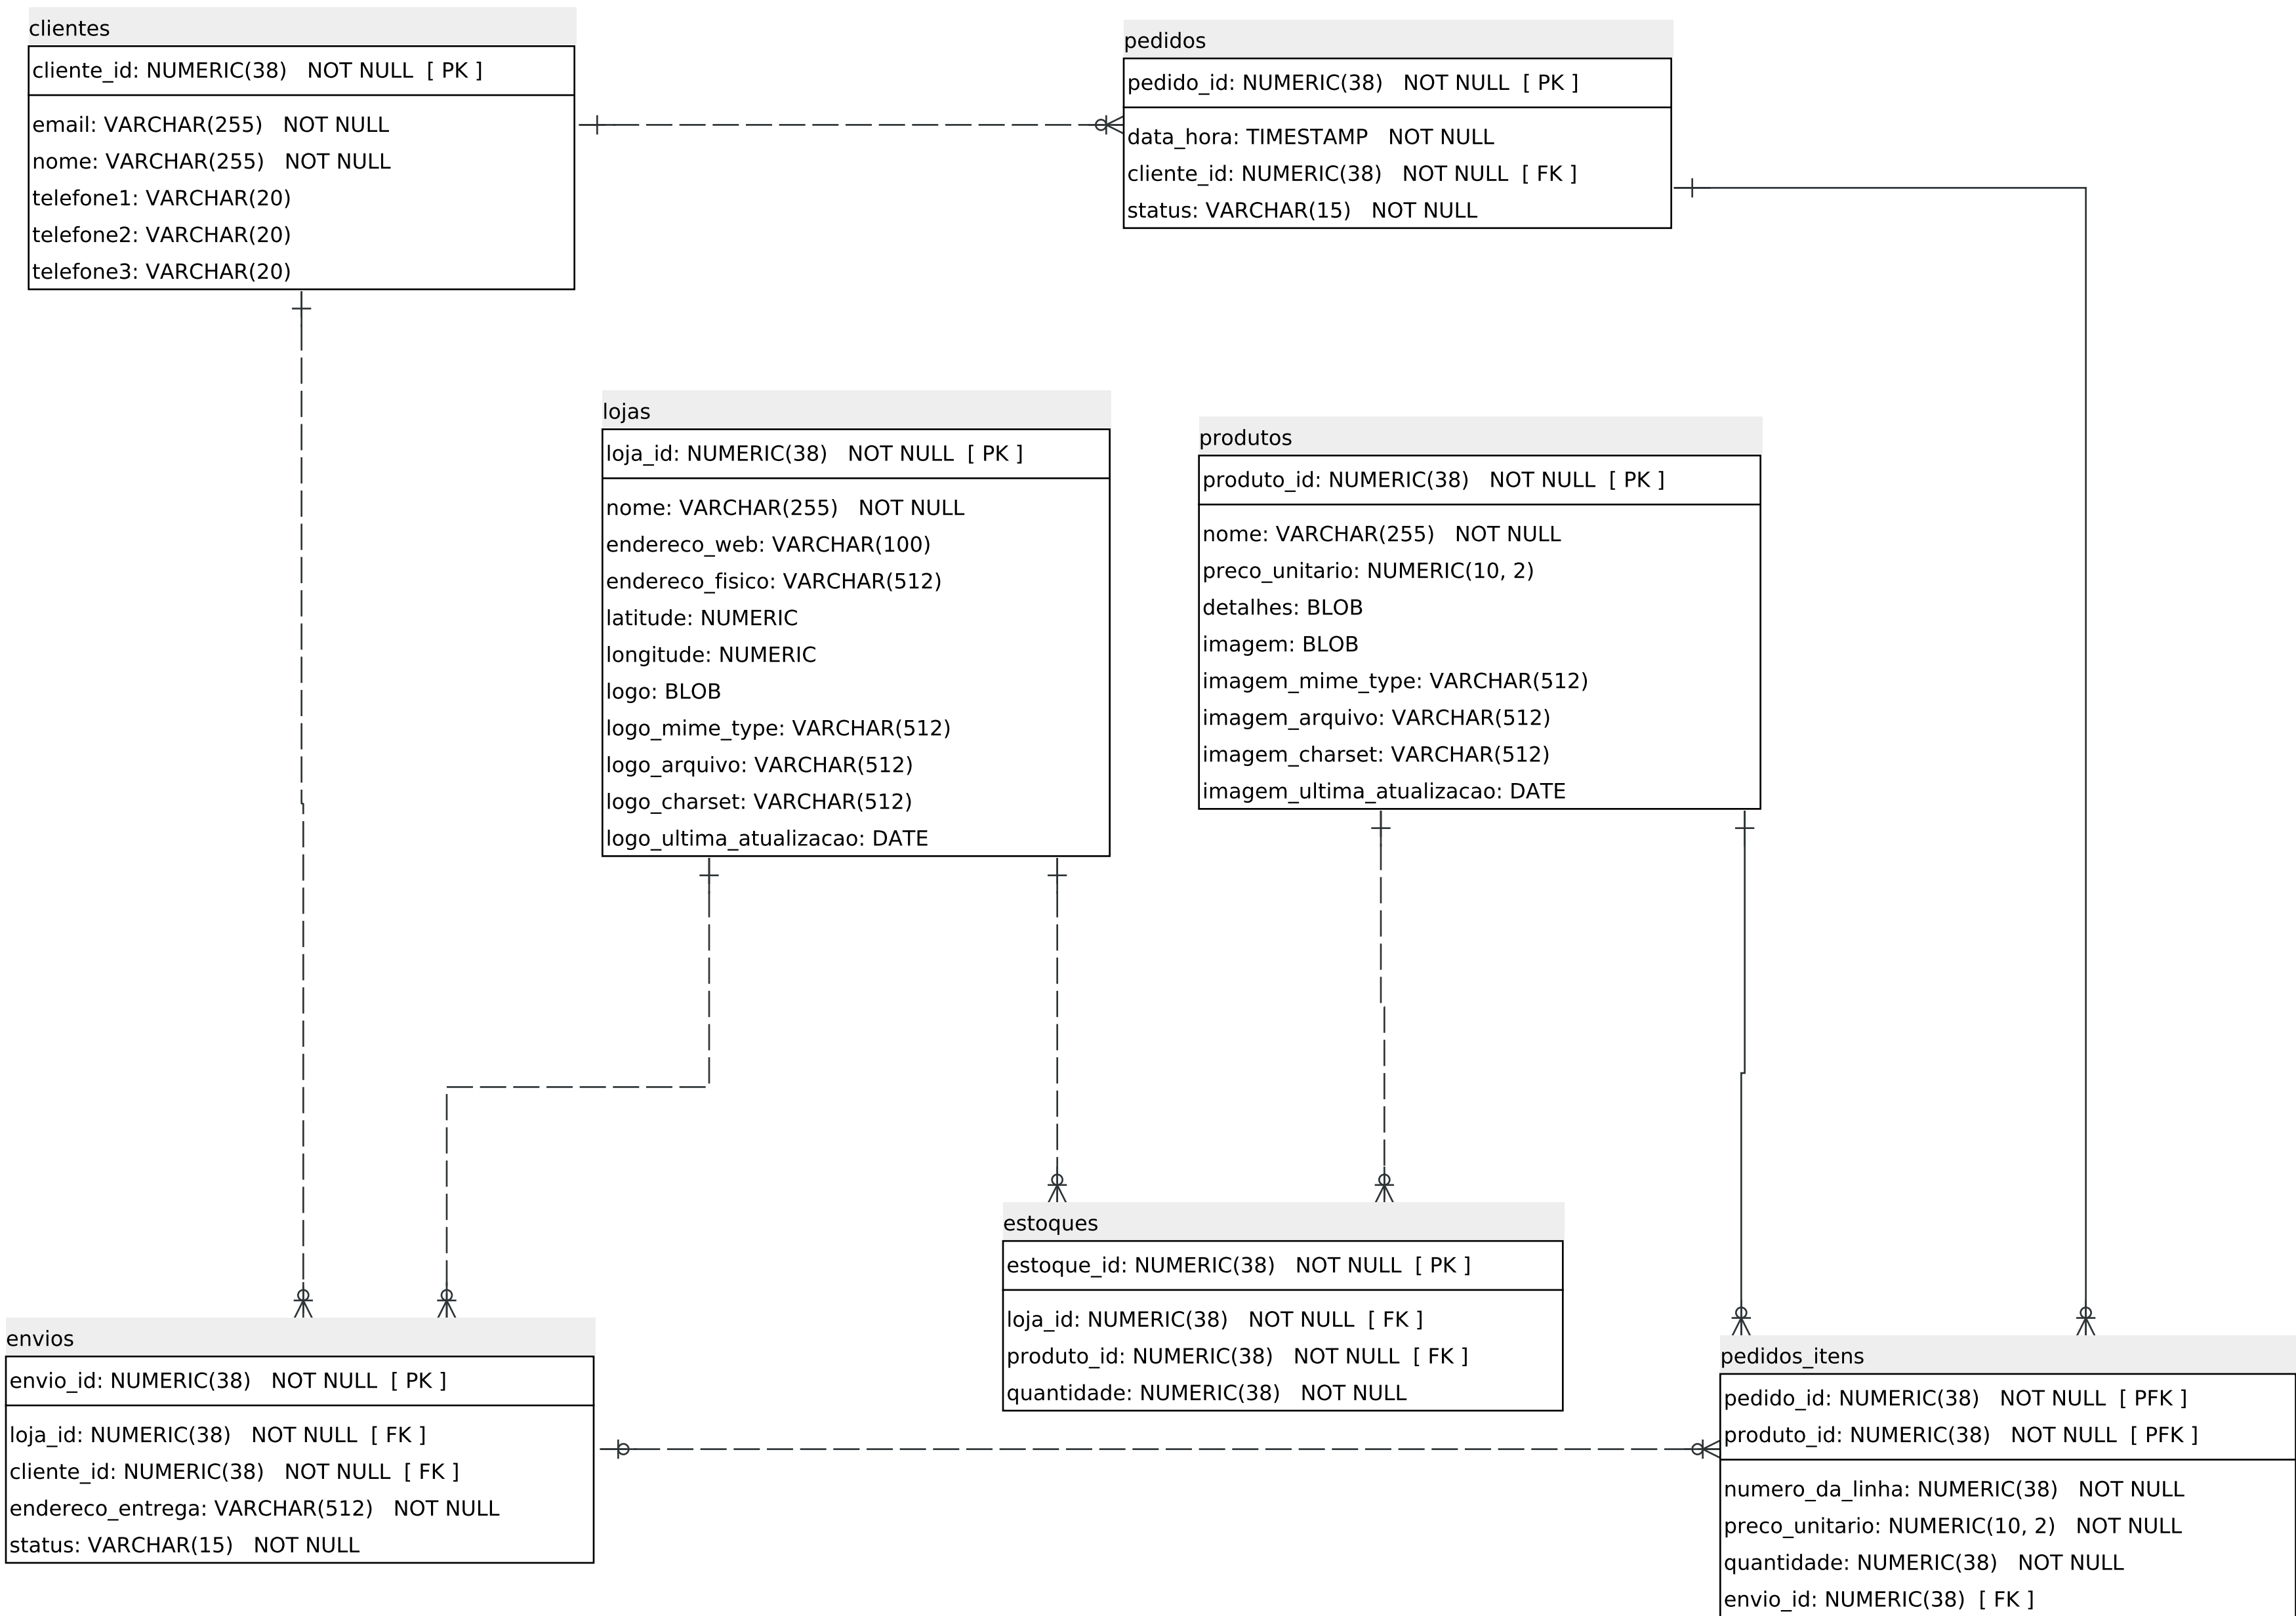 clientes
cliente_id: NUMERIC(38) NOT NULL [ PK ]
email: VARCHAR(255) NOT NULL
nome: VARCHAR(255) NOT NULL
telefone1: VARCHAR(20)
telefone2: VARCHAR(20)
telefone3: VARCHAR(20)
pedidos
pedido_id: NUMERIC(38) NOT NULL [ PK ]
data_hora: TIMESTAMP NOT NULL
cliente_id: NUMERIC(38) NOT NULL [ FK ]
status: VARCHAR(15) NOT NULL
lojas
loja_id: NUMERIC(38) NOT NULL [ PK ]
nome: VARCHAR(255) NOT NULL
endereco_web: VARCHAR(100)
endereco_fisico: VARCHAR(512)
latitude: NUMERIC
longitude: NUMERIC
logo: BLOB
logo_mime_type: VARCHAR(512)
logo_arquivo: VARCHAR(512)
logo_charset: VARCHAR(512)
logo_ultima_atualizacao: DATE
produtos
produto_id: NUMERIC(38) NOT NULL [ PK ]
nome: VARCHAR(255) NOT NULL
preco_unitario: NUMERIC(10, 2)
detalhes: BLOB
imagem: BLOB
imagem_mime_type: VARCHAR(512)
imagem_arquivo: VARCHAR(512)
imagem_charset: VARCHAR(512)
imagem_ultima_atualizacao: DATE
estoques
estoque_id: NUMERIC(38) NOT NULL [ PK ]
loja_id: NUMERIC(38) NOT NULL [ FK ]
produto_id: NUMERIC(38) NOT NULL [ FK ]
quantidade: NUMERIC(38) NOT NULL
envios
envio_id: NUMERIC(38) NOT NULL [ PK ]
loja_id: NUMERIC(38) NOT NULL [ FK ]
cliente_id: NUMERIC(38) NOT NULL [ FK ]
endereco_entrega: VARCHAR(512) NOT NULL
status: VARCHAR(15) NOT NULL
pedidos_itens
pedido_id: NUMERIC(38) NOT NULL [ PFK ]
produto_id: NUMERIC(38) NOT NULL [ PFK ]
numero_da_linha: NUMERIC(38) NOT NULL
preco_unitario: NUMERIC(10, 2) NOT NULL
quantidade: NUMERIC(38) NOT NULL
envio_id: NUMERIC(38) [ FK ]